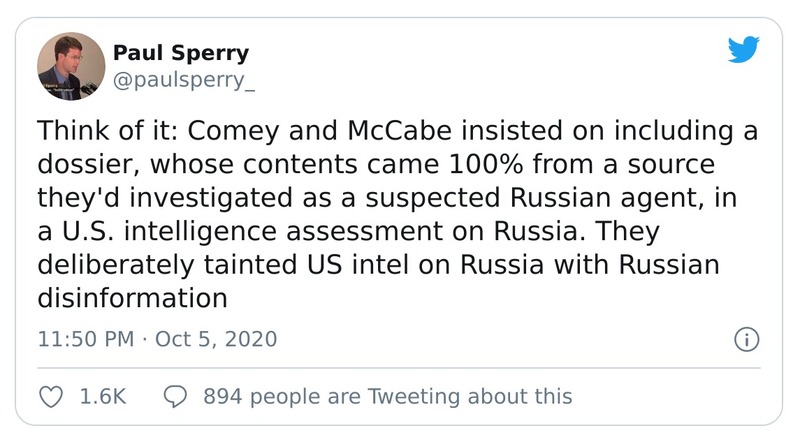 Paul Sperry
@paulsperry_
Think of it: Comey and McCabe insisted on including a
dossier, whose contents came 100% from a source
they'd investigated as a suspected Russian agent, in
a U.S. intelligence assessment on Russia. They
deliberately tainted US intel on Russia with Russian
disinformation
11:50 PM · Oct 5, 2020
1.6K 894 people are Tweeting about this